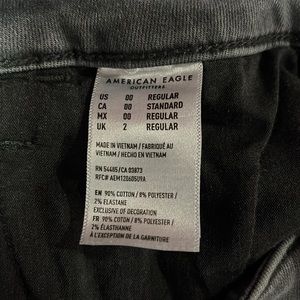 AMERICAN EAGLE
OUTFITTERS
US 00 REGULAR
CA 00 STANDARD
MX 00 REGULAR
UK 2 REGULAR
MADE IN VIETNAM / FABRIQUÉ AU
VIETNAM / HECHO EN VIETNAM
RN 54485/CA 03873
EN 90% COTTON / 8% POLYESTER /
2% ELASTANE
EXCLUSIVE OF DECORATION
FR 90% COTON / 8% POLYESTER /
2% ÉLASTHANNE
À L'EXCEPTION DE LA GARNITURE